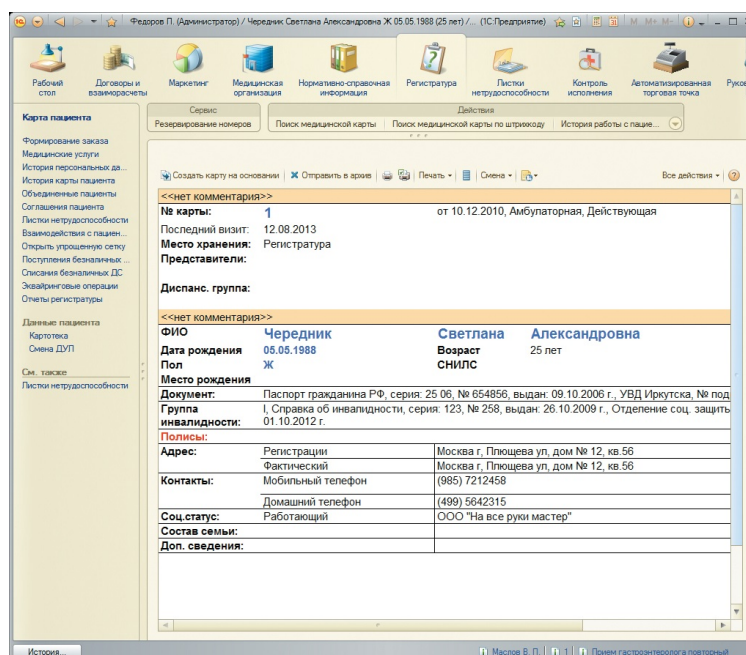 Федоров П. (Администратор) / Чередник Светлана Александровна Ж 05.05.1988 (25 лет) /... (1С:Предприятие)
M M+ M-
Рабочий стол
Договоры и взаиморасчеты
Маркетинг
Медицинская организация
Нормативно-справочная информация
Регистратура
Листки нетрудоспособности
Контроль исполнения
Автоматизированная торговая точка
Руков
Карта пациента
Формирование заказа
Медицинские услуги
История персональных да...
История карты пациента
Объединенные пациенты
Соглашения пациента
Листки нетрудоспособности
Взаимодействия с пациен...
Открыть упрощенную сетку
Поступления безналичных ...
Списания безналичных ДС
Эквайринговые операции
Отчеты регистратуры
Данные пациента
Картотека
Смена ДУЛ
См. также
Листки нетрудоспособности
Сервис
Резервирование номеров
Действия
Поиск медицинской карты Поиск медицинской карты по штрихкоду История работы с пацие...
Создать карту на основании Отправить в архив Печать Смена Все действия
<<нет комментария>>
№ карты: 1 от 10.12.2010, Амбулаторная, Действующая
Последний визит: 12.08.2013
Место хранения: Регистратура
Представители:
Диспанс. группа:
<<нет комментария>>
ФИО Чередник Светлана Александровна
Дата рождения 05.05.1988 Возраст 25 лет
Пол Ж СНИЛС
Место рождения
Документ: Паспорт гражданина РФ, серия: 25 06, № 654856, выдан: 09.10.2006 г., УВД Иркутска, № под
Группа инвалидности: I, Справка об инвалидности, серия: 123, № 258, выдан: 26.10.2009 г., Отделение соц. защиты
01.10.2012 г.
Полисы:
Адрес: Регистрации Москва г, Плющева ул, дом № 12, кв.56
Фактический Москва г, Плющева ул, дом № 12, кв.56
Контакты: Мобильный телефон (985) 7212458
Домашний телефон (499) 5642315
Соц.статус: Работающий ООО "На все руки мастер"
Состав семьи:
Доп. сведения:
История...
Маслов В. П. 1 Прием гастроэнтеролога повторный